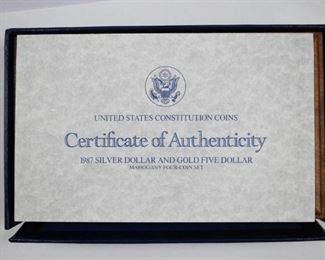 UNITED STATES CONSTITUTION COINS
Certificate of Authenticity
1987 SILVER DOLLAR AND GOLD FIVE DOLLAR
MAHOGANY FOUR-COIN SET